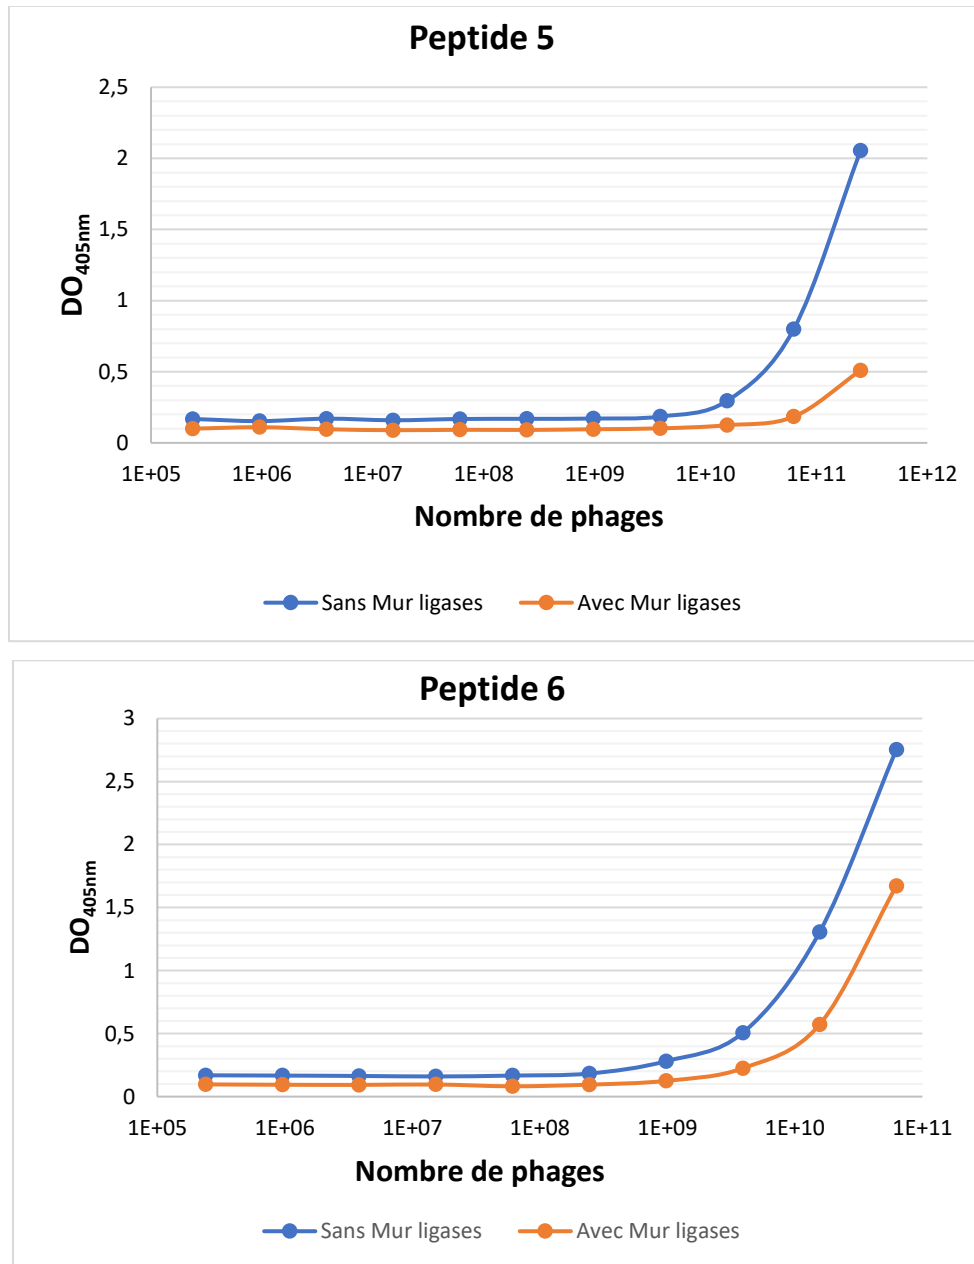 Peptide 5
2,5
2
1,5
1
0,5
0
DO405nm
1E+05 1E+06 1E+07 1E+08 1E+09 1E+10 1E+11 1E+12
Nombre de phages
Sans Mur ligases Avec Mur ligases
Peptide 6
3
2,5
2
1,5
1
0,5
0
DO405nm
1E+05 1E+06 1E+07 1E+08 1E+09 1E+10 1E+11
Nombre de phages
Sans Mur ligases Avec Mur ligases